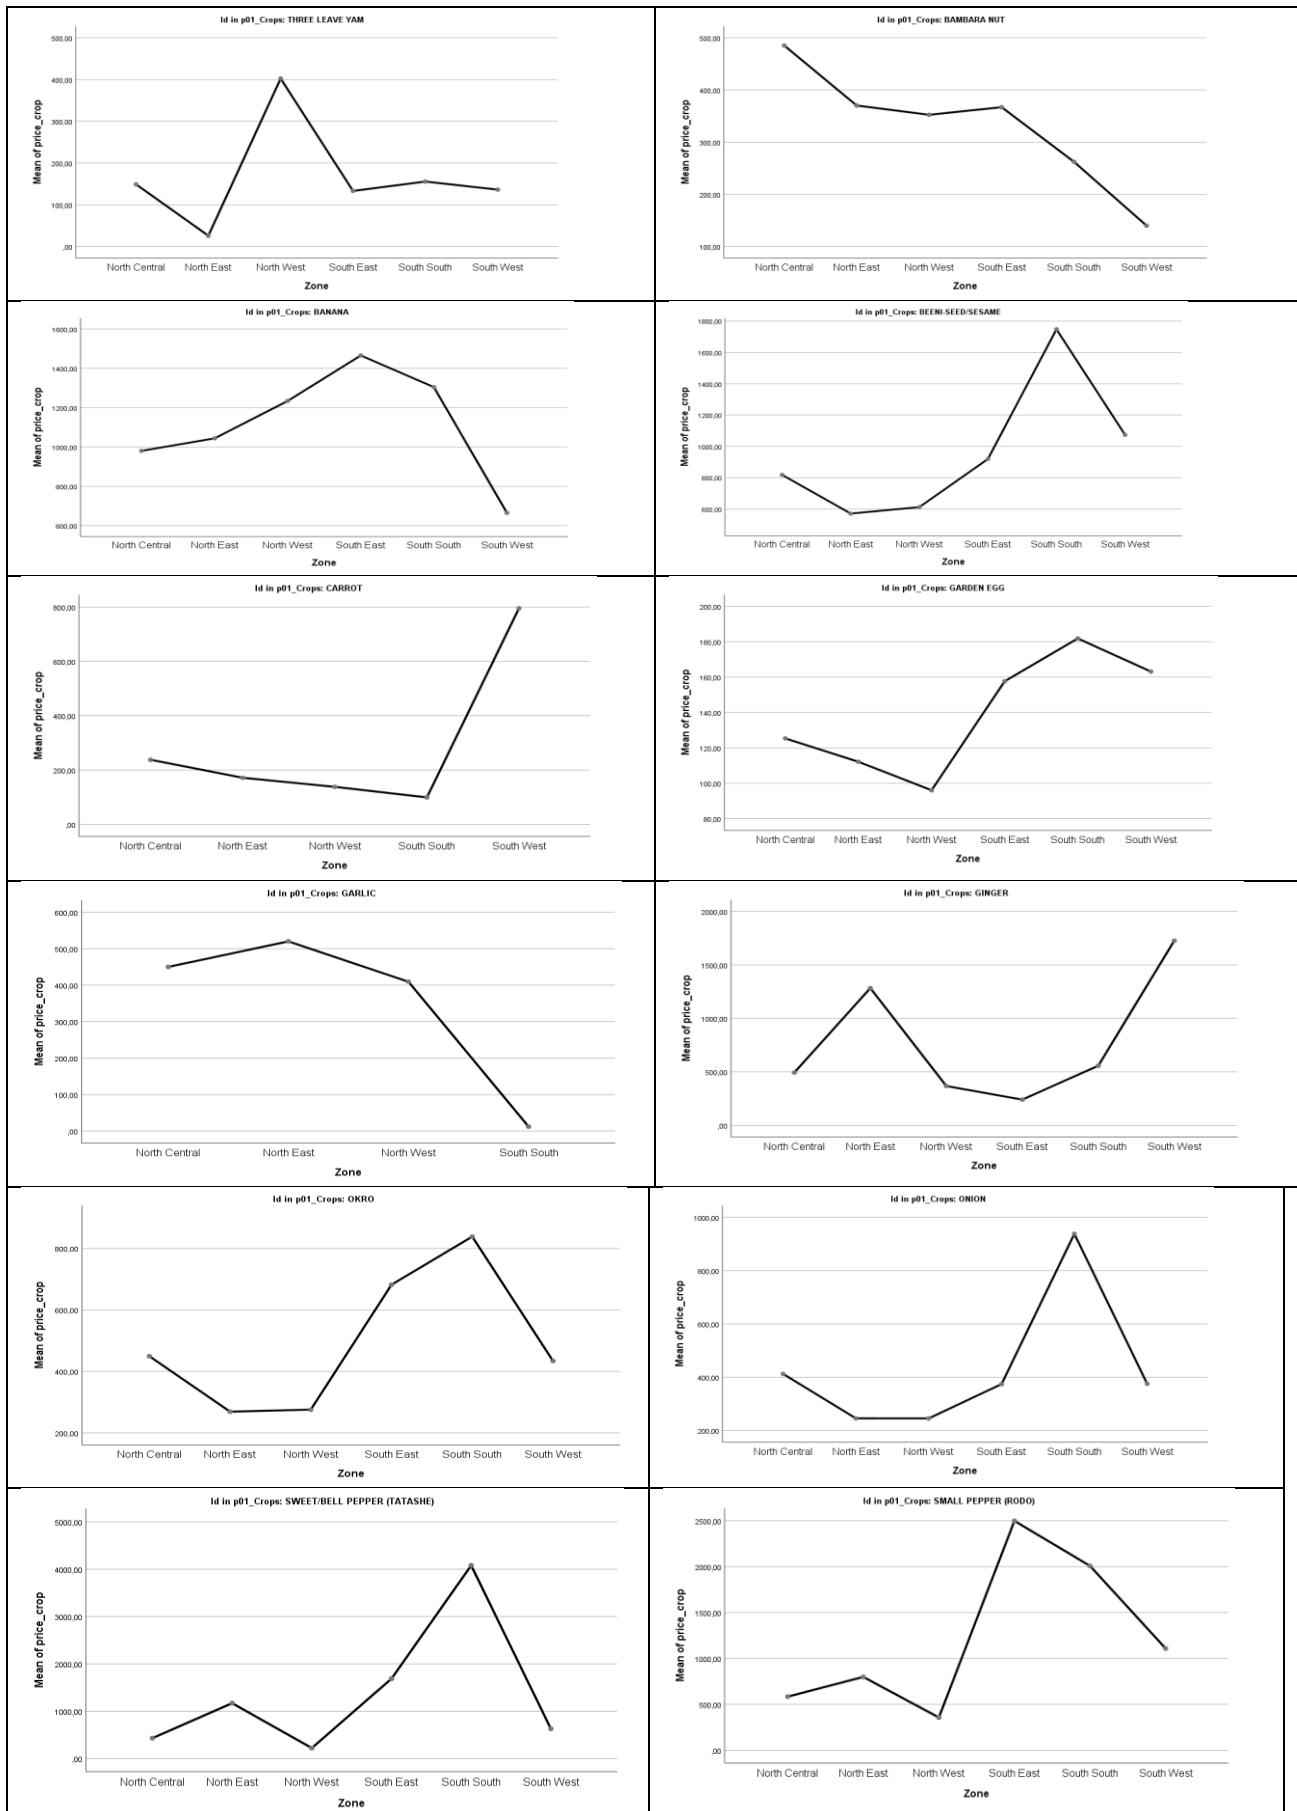 Id in p01_Crops: THREE LEAVE YAM
Mean of price_crop
500,00
400,00
300,00
200,00
100,00
,00
North Central North East North West South East South South South West
Zone
Id in p01_Crops: BAMBARA NUT
Mean of price_crop
500,00
400,00
300,00
200,00
100,00
North Central North East North West South East South South South West
Zone
Id in p01_Crops: BANANA
Mean of price_crop
1600,00
1400,00
1200,00
1000,00
800,00
600,00
North Central North East North West South East South South South West
Zone
Id in p01_Crops: BEENI-SEED/SESAME
Mean of price_crop
1800,00
1600,00
1400,00
1200,00
1000,00
800,00
600,00
North Central North East North West South East South South South West
Zone
Id in p01_Crops: CARROT
Mean of price_crop
800,00
600,00
400,00
200,00
,00
North Central North East North West South South South West
Zone
Id in p01_Crops: GARDEN EGG
Mean of price_crop
200,00
180,00
160,00
140,00
120,00
100,00
80,00
North Central North East North West South East South South South West
Zone
Id in p01_Crops: GARLIC
Mean of price_crop
600,00
500,00
400,00
300,00
200,00
100,00
,00
North Central North East North West South South
Zone
Id in p01_Crops: GINGER
Mean of price_crop
2000,00
1500,00
1000,00
500,00
,00
North Central North East North West South East South South South West
Zone
Id in p01_Crops: OKRO
Mean of price_crop
800,00
600,00
400,00
200,00
North Central North East North West South East South South South West
Zone
Id in p01_Crops: ONION
Mean of price_crop
1000,00
800,00
600,00
400,00
200,00
North Central North East North West South East South South South West
Zone
Id in p01_Crops: SWEET/BELL PEPPER (TATASHE)
Mean of price_crop
5000,00
4000,00
3000,00
2000,00
1000,00
,00
North Central North East North West South East South South South West
Zone
Id in p01_Crops: SMALL PEPPER (RODO)
Mean of price_crop
2500,00
2000,00
1500,00
1000,00
500,00
,00
North Central North East North West South East South South South West
Zone